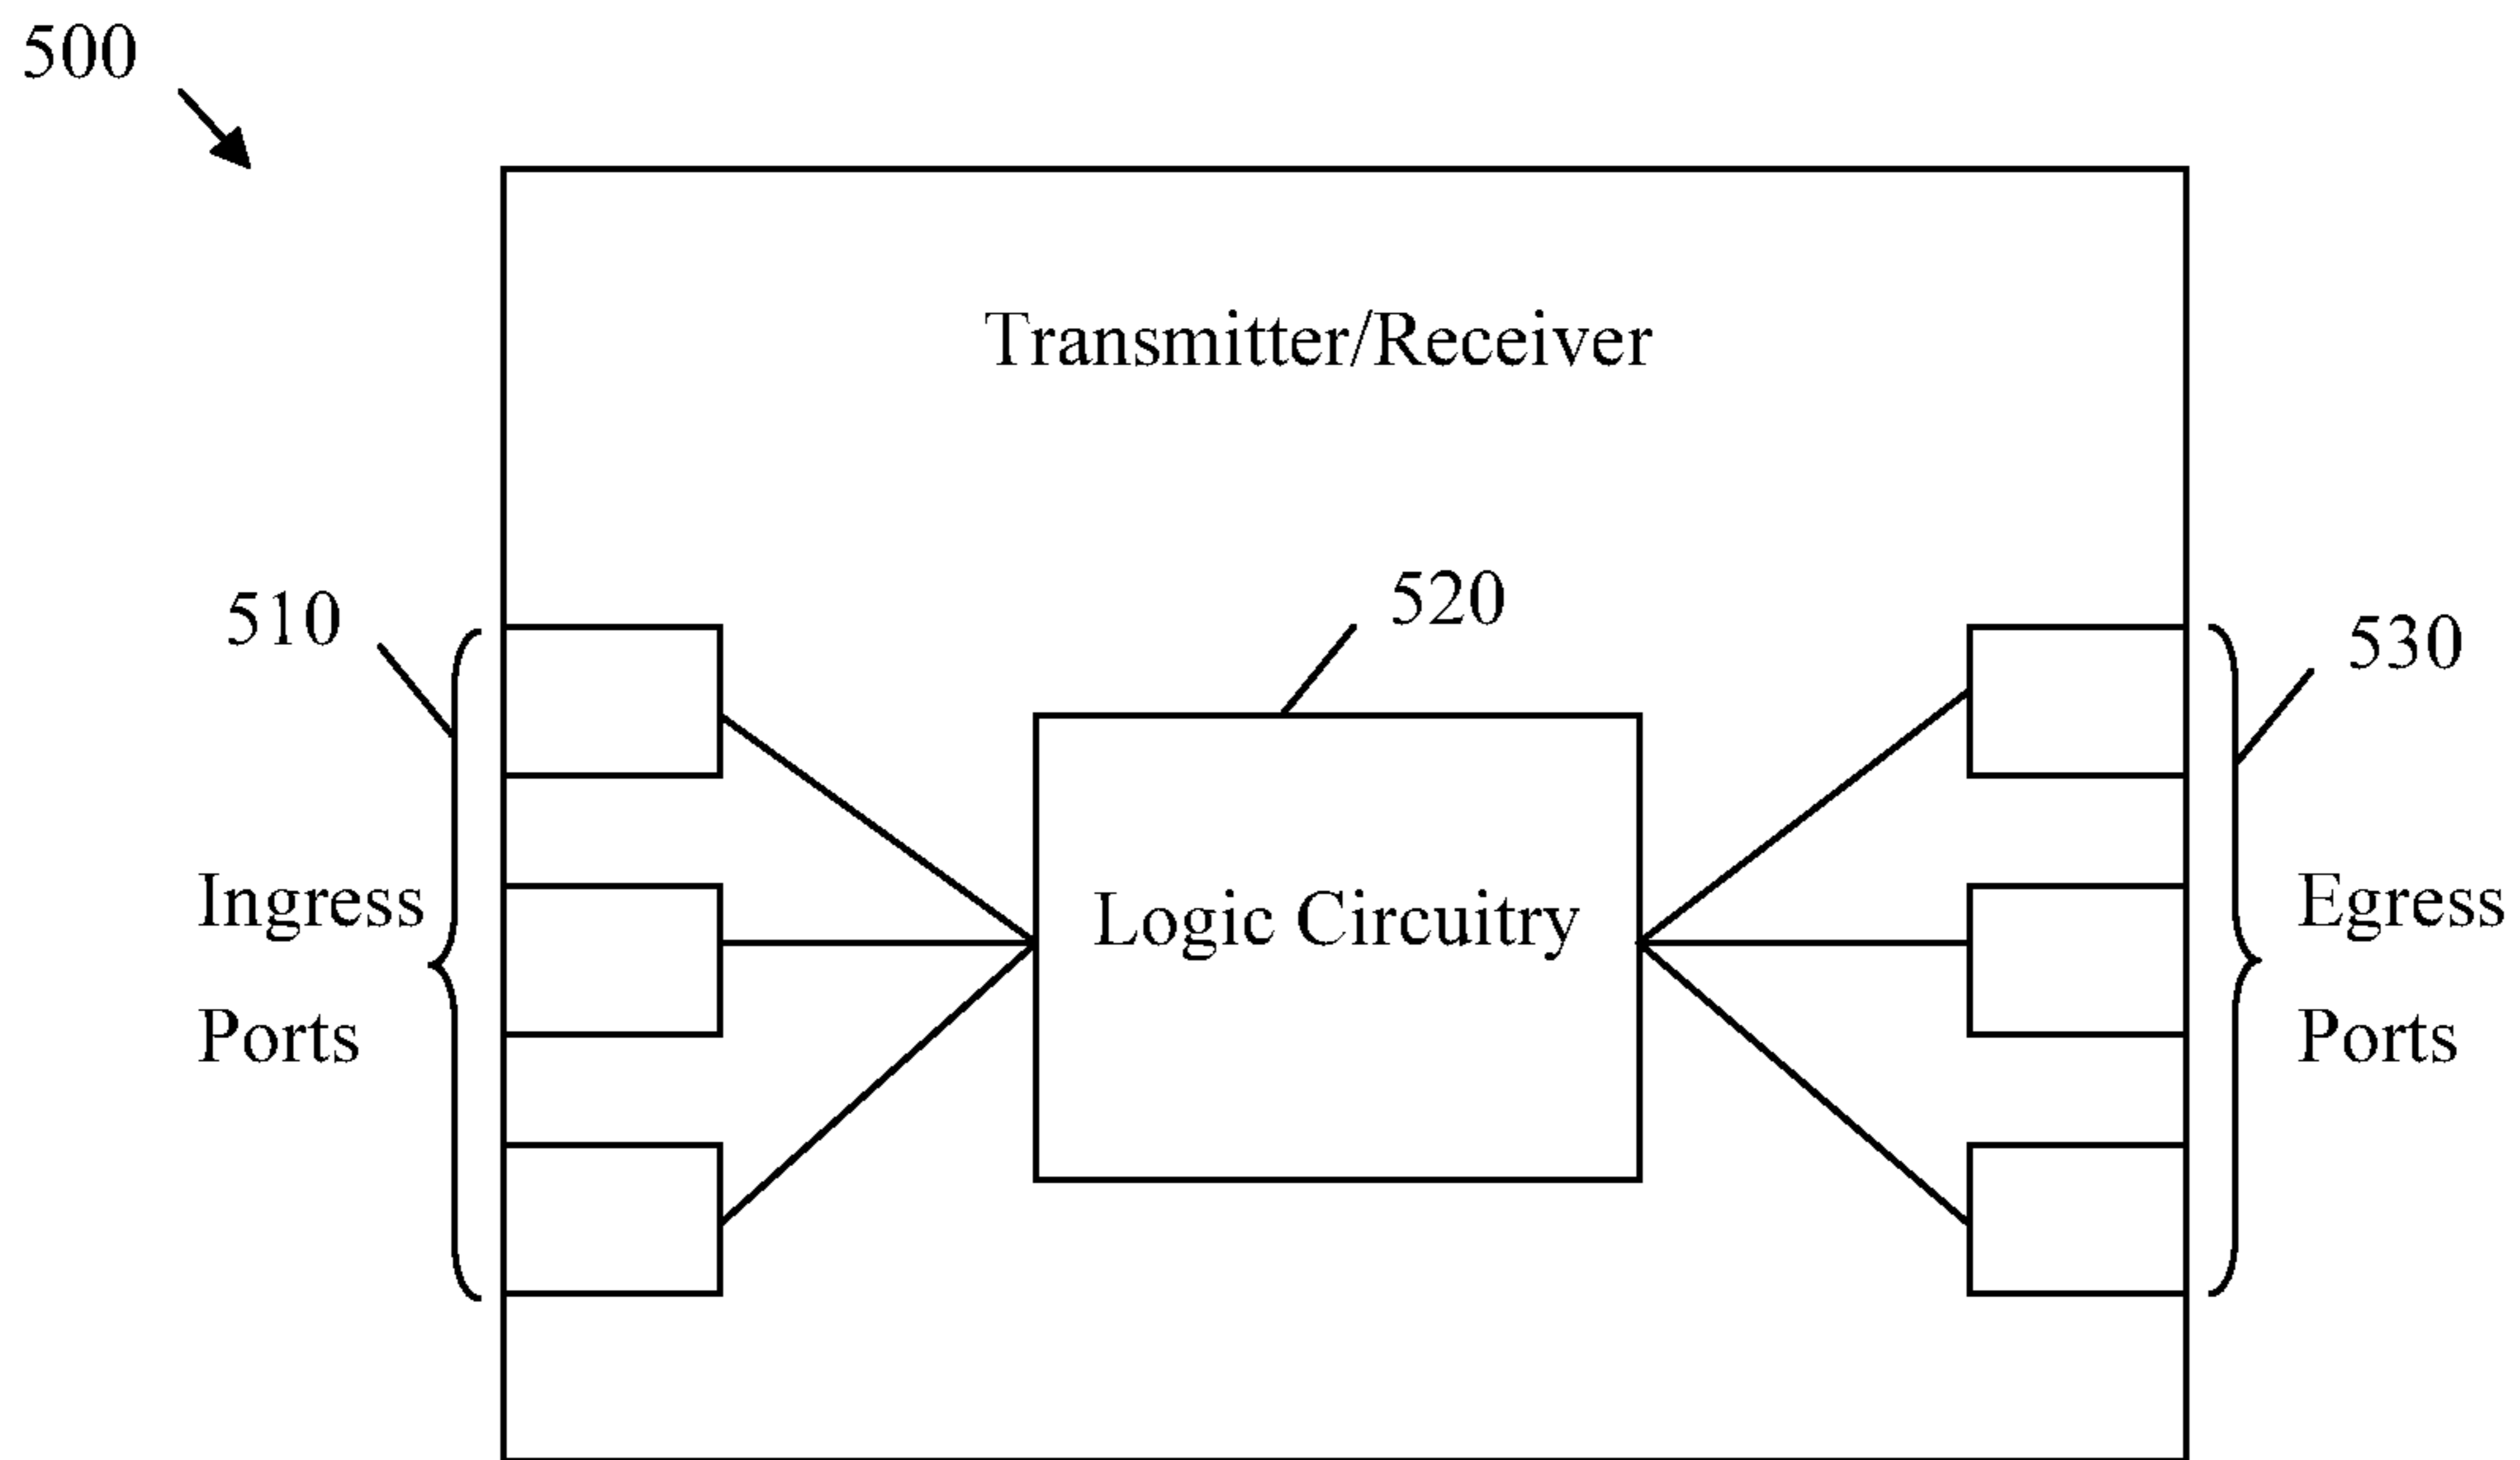 500
Transmitter/Receiver
510
520
530
Ingress
Ports
Logic Circuitry
Egress
Ports